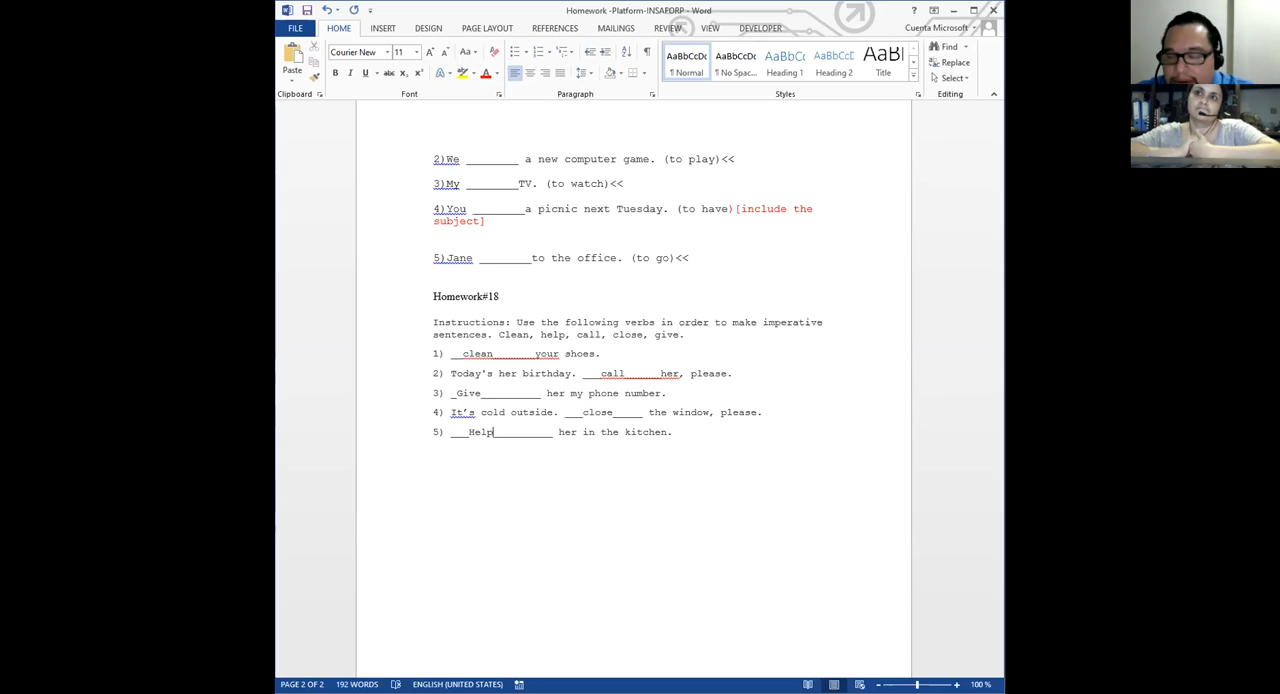 Homework -Platform-INSAFORP - Word
FILE HOME INSERT DESIGN PAGE LAYOUT REFERENCES MAILINGS REVIEW VIEW DEVELOPER Cuenta Microsoft
Courier New 11 Aa AaBbCcDc AaBbCcDc AaBbCc AaBbCcD AaBl Find
Paste B I U abc x₂ x² A A ¶ Normal ¶ No Spac... Heading 1 Heading 2 Title Replace
Select
Clipboard Font Paragraph Styles Editing
2)We ________ a new computer game. (to play)<<
3)My ________TV. (to watch)<<
4)You ________a picnic next Tuesday. (to have)[include the
subject]
5)Jane ________to the office. (to go)<<
Homework#18
Instructions: Use the following verbs in order to make imperative
sentences. Clean, help, call, close, give.
1) __clean_______your shoes.
2) Today's her birthday. ___call______her, please.
3) _Give__________ her my phone number.
4) It’s cold outside. ___close_____ the window, please.
5) ___Help__________ her in the kitchen.
PAGE 2 OF 2 192 WORDS ENGLISH (UNITED STATES) 100 %